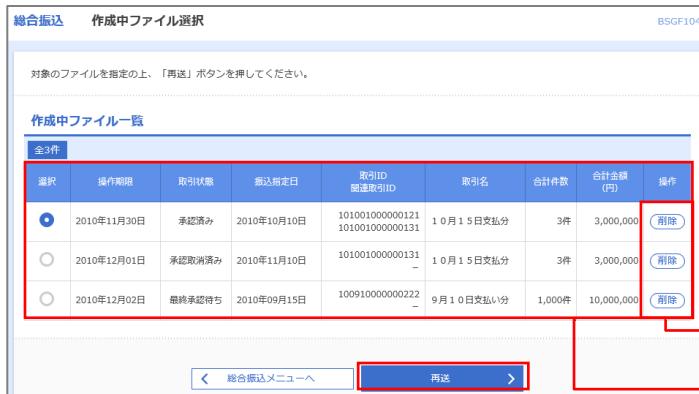 総合振込 作成中ファイル選択 BSGF104
対象のファイルを指定の上、「再送」ボタンを押してください。
作成中ファイル一覧
全3件
選択 操作期限 取引状態 振込指定日 取引ID 関連取引ID 取引名 合計件数 合計金額(円) 操作
2010年11月30日 承認済み 2010年10月10日 101001000000121 101001000000131 １０月１５日支払分 3件 3,000,000 削除
2010年12月01日 承認取消済み 2010年11月10日 101001000000131 － １０月１５日支払分 3件 3,000,000 削除
2010年12月02日 最終承認待ち 2010年09月15日 100910000000222 － ９月１０日支払い分 1,000件 10,000,000 削除
総合振込メニューへ 再送